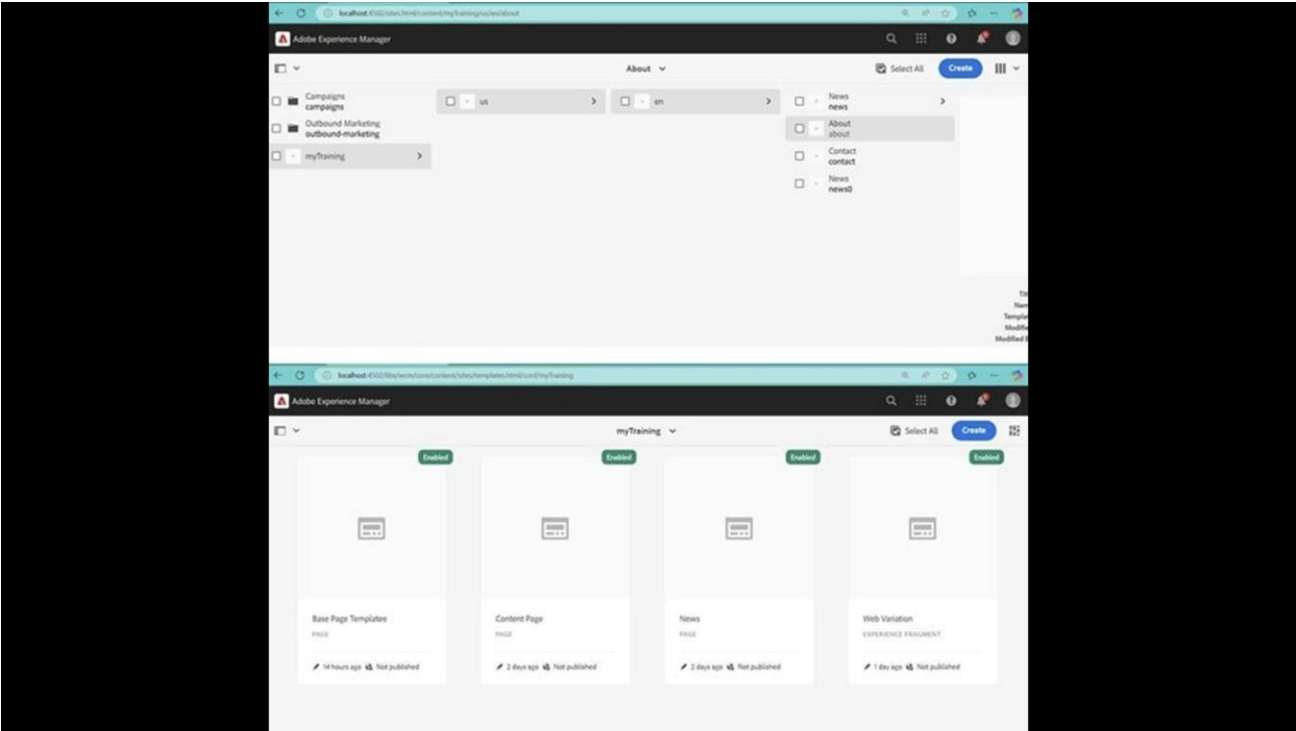 localhost:4502/sites.html/content/myTraining/us/en/about
Adobe Experience Manager
About
Select All
Create
Campaigns
campaigns
Outbound Marketing
outbound-marketing
myTraining
us
en
News
news
About
about
Contact
contact
News
news0
localhost:4502/libs/wcm/core/content/sites/templates.html/conf/myTraining
Adobe Experience Manager
myTraining
Select All
Create
Enabled Enabled Enabled Enabled
Base Page Templatee Content Page News Web Variation
PAGE PAGE PAGE EXPERIENCE FRAGMENT
14 hours ago Not published 2 days ago Not published 2 days ago Not published 1 day ago Not published